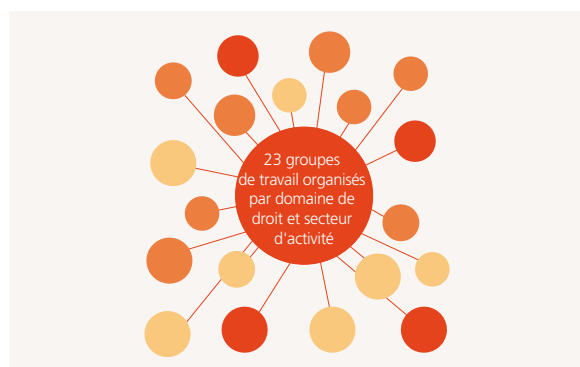 23 groupes
de travail organisés
par domaine de
droit et secteur
d'activité